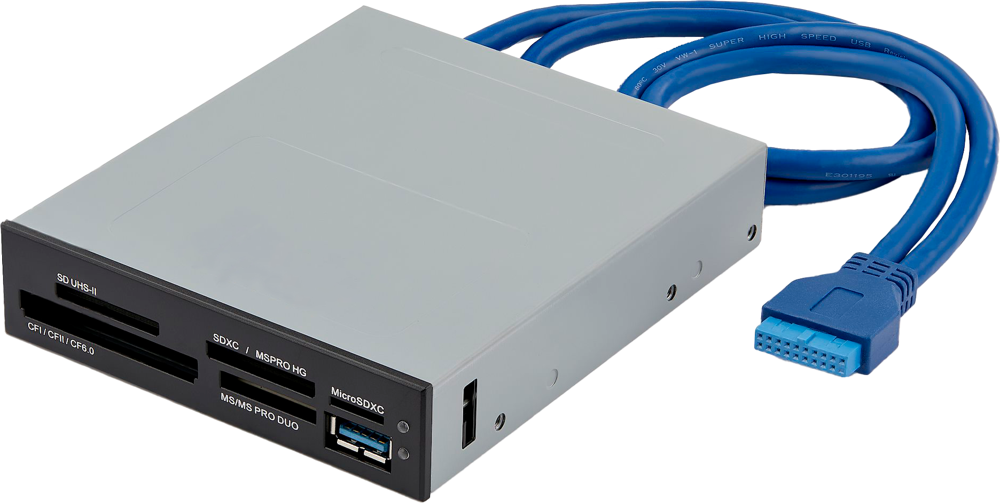 80°C 30V VW-1 SUPER HIGH SPEED USB
E301195
SD UHS-II
CFI / CFII / CF6.0
SDXC / MSPRO HG
MS/MS PRO DUO
MicroSDXC